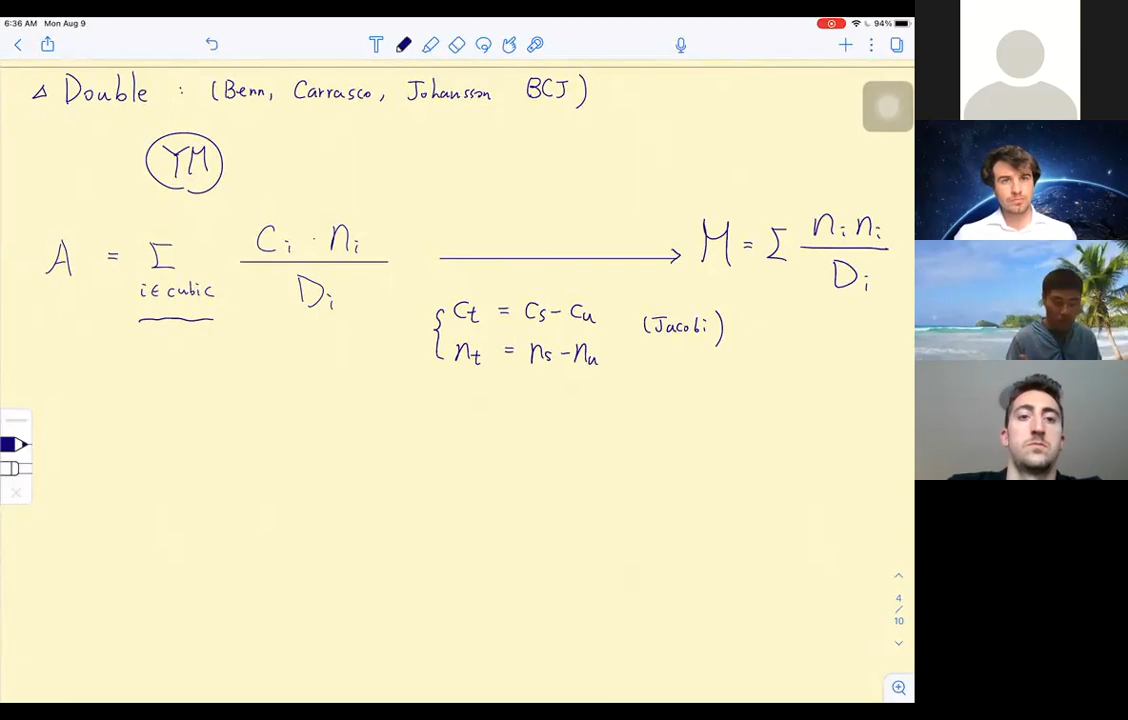 6:36 AM Mon Aug 9
94%
T
△ Double : (Benn, Carrasco, Johansson BCJ)
YM
A = Σ i∈cubic Ci · ni / Di → M = Σ ni ni / Di
{ Ct = Cs - Cu (Jacobi)
nt = ns - nu
4
/
10